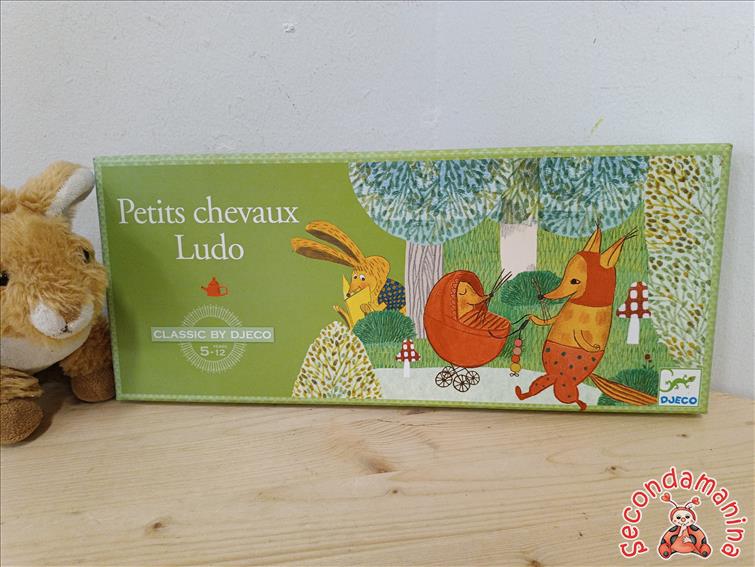 Petits chevaux
Ludo
CLASSIC BY DJECO
YEARS
5-12
DJECO
Secondamanina